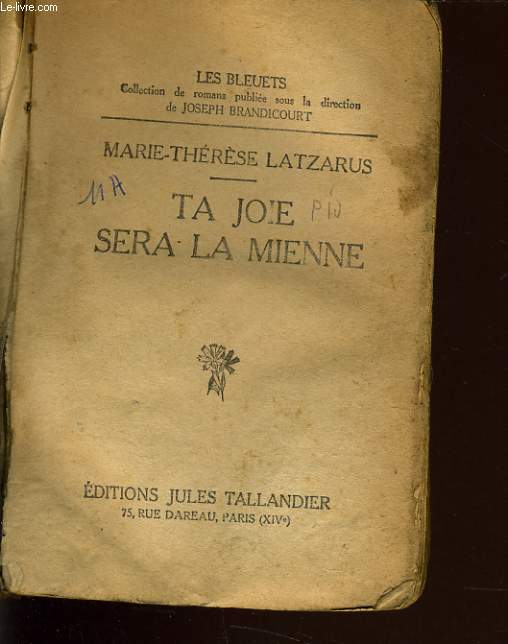 Le-livre.com
LES BLEUETS
Collection de romans publiée sous la direction
de JOSEPH BRANDICOURT
MARIE-THÉRÈSE LATZARUS
11A
TA JOIE
SERA LA MIENNE
ÉDITIONS JULES TALLANDIER
75, RUE DAREAU, PARIS (XIVe)